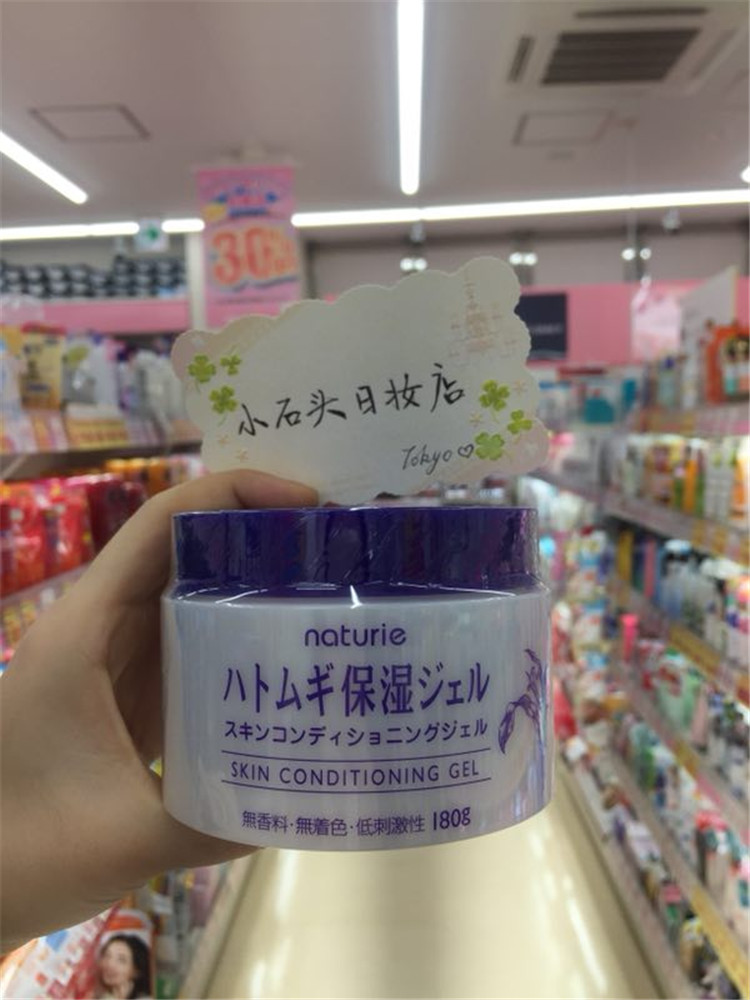 30%
小石头日妆店
Tokyo♡
naturie
ハトムギ保湿ジェル
スキンコンディショニングジェル
SKIN CONDITIONING GEL
無香料・無着色・低刺激性 180g